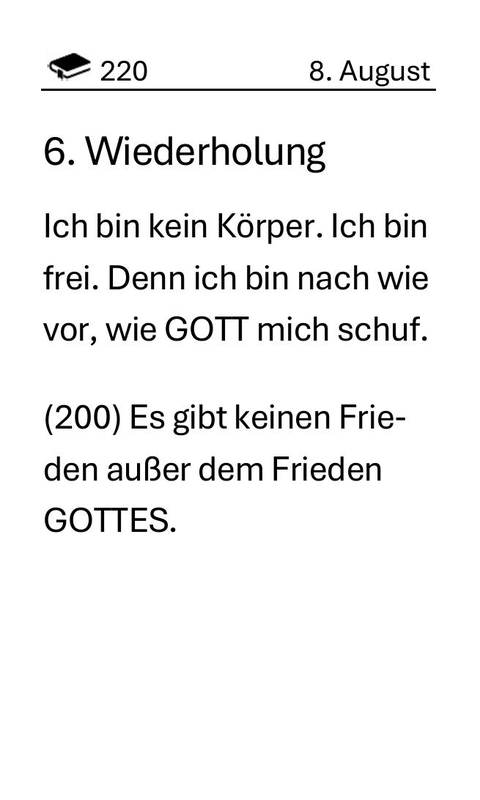 220 8. August
6. Wiederholung
Ich bin kein Körper. Ich bin
frei. Denn ich bin nach wie
vor, wie GOTT mich schuf.
(200) Es gibt keinen Frie-
den außer dem Frieden
GOTTES.